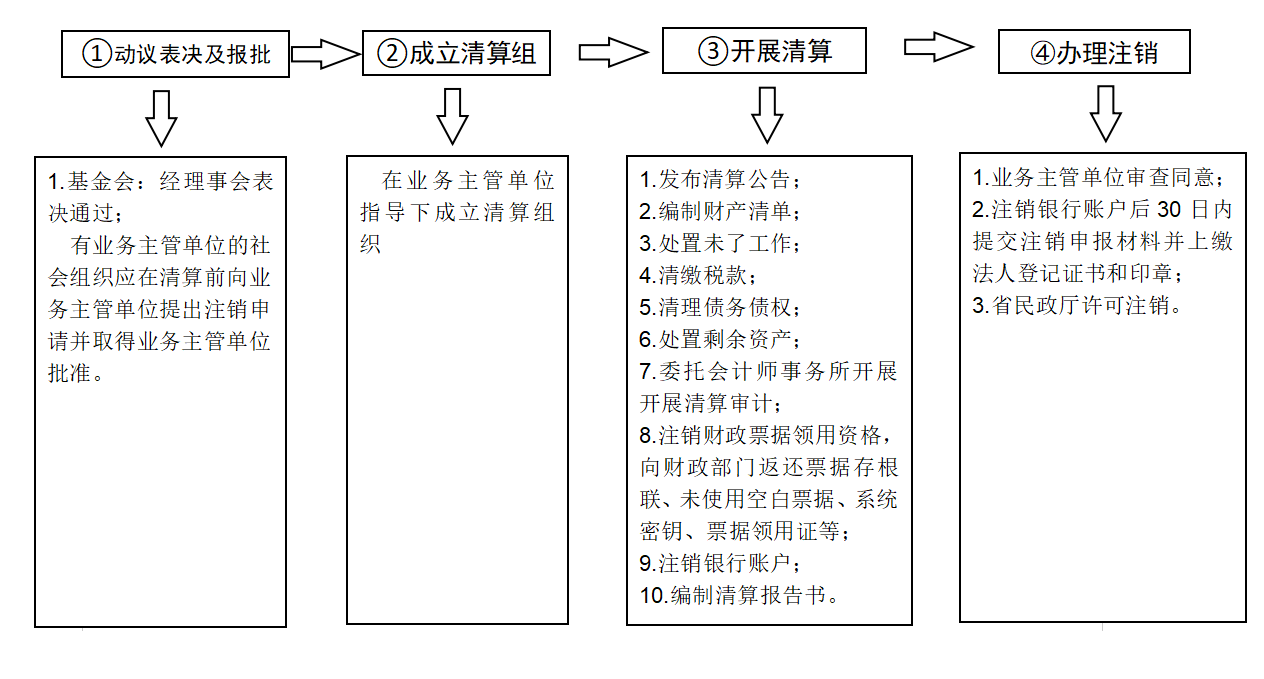 ①动议表决及报批
②成立清算组
③开展清算
④办理注销
1.基金会：经理事会表
决通过；
有业务主管单位的社
会组织应在清算前向业
务主管单位提出注销申
请并取得业务主管单位
批准。
在业务主管单位
指导下成立清算组
织
1.发布清算公告；
2.编制财产清单；
3.处置未了工作；
4.清缴税款；
5.清理债务债权；
6.处置剩余资产；
7.委托会计师事务所开展
开展清算审计；
8.注销财政票据领用资格，
向财政部门返还票据存根
联、未使用空白票据、系统
密钥、票据领用证等；
9.注销银行账户；
10.编制清算报告书。
1.业务主管单位审查同意；
2.注销银行账户后 30 日内
提交注销申报材料并上缴
法人登记证书和印章；
3.省民政厅许可注销。